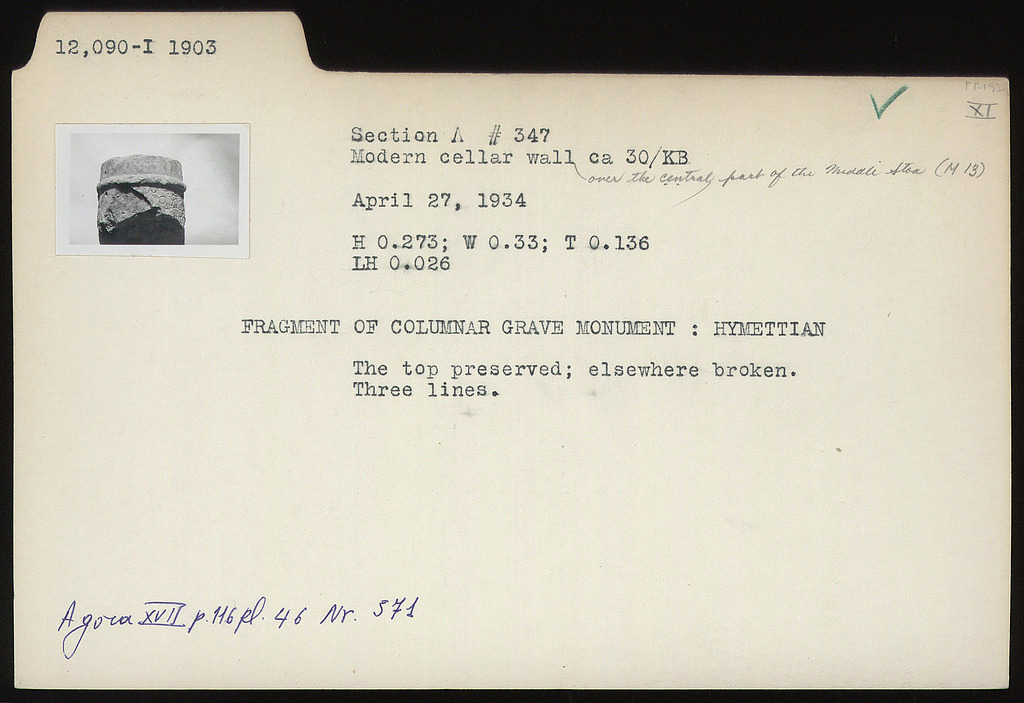 12,090-I 1903
XI
Section Λ # 347
Modern cellar wall ca 30/ΚΒ
over the central part of the Middle Stoa (M 13)
April 27, 1934
H 0.273; W 0.33; T 0.136
LH 0.026
FRAGMENT OF COLUMNAR GRAVE MONUMENT : HYMETTIAN
The top preserved; elsewhere broken.
Three lines.
Agora XVII p.116 pl. 46 Nr. 571